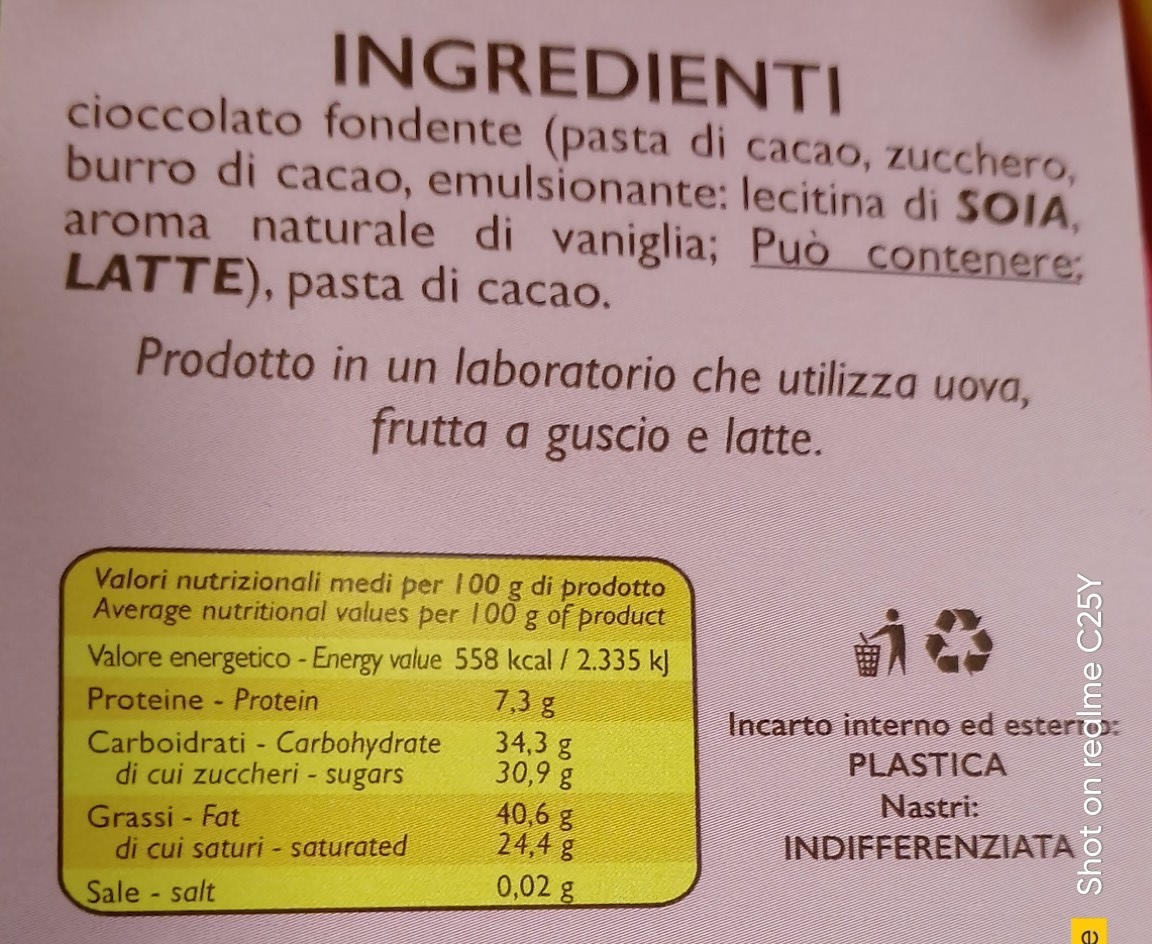 INGREDIENTI
cioccolato fondente (pasta di cacao, zucchero,
burro di cacao, emulsionante: lecitina di SOIA,
aroma naturale di vaniglia; Può contenere:
LATTE), pasta di cacao.
Prodotto in un laboratorio che utilizza uova,
frutta a guscio e latte.
Valori nutrizionali medi per 100 g di prodotto
Average nutritional values per 100 g of product
Valore energetico - Energy value 558 kcal / 2.335 kJ
Proteine - Protein 7,3 g
Carboidrati - Carbohydrate 34,3 g
di cui zuccheri - sugars 30,9 g
Grassi - Fat 40,6 g
di cui saturi - saturated 24,4 g
Sale - salt 0,02 g
Incarto interno ed esterno:
PLASTICA
Nastri:
INDIFFERENZIATA
Shot on realme C25Y